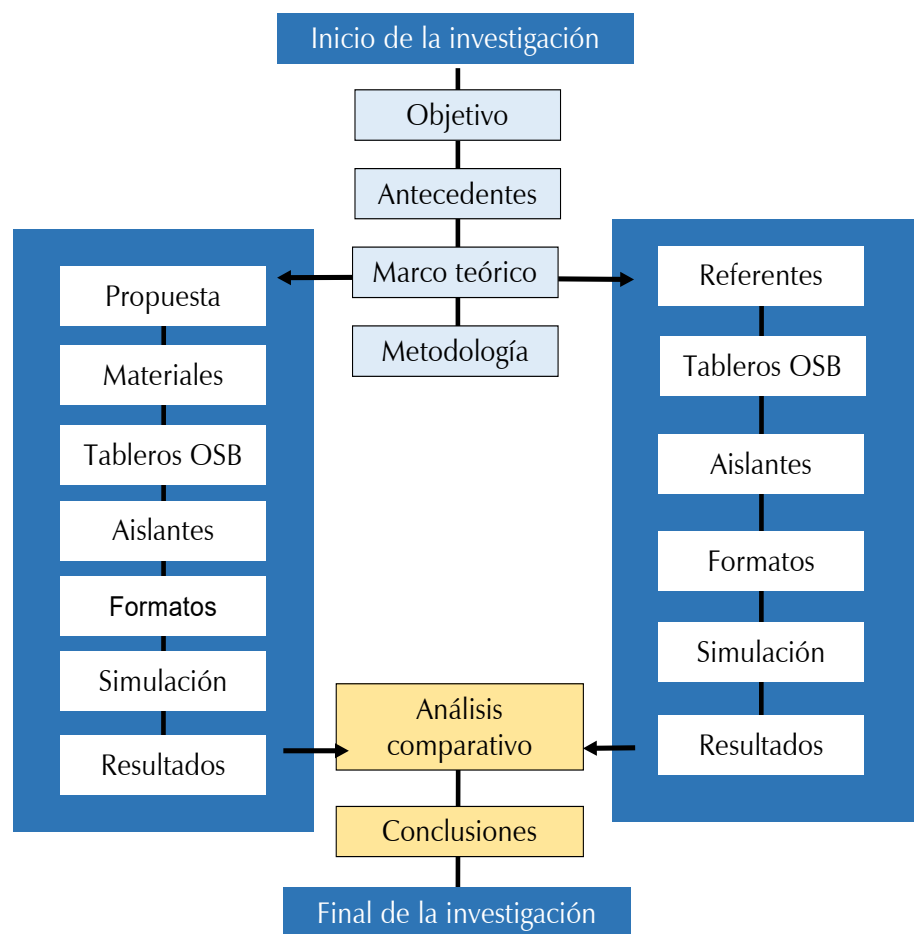 Inicio de la investigación
Objetivo
Antecedentes
Marco teórico
Metodología
Propuesta
Materiales
Tableros OSB
Aislantes
Formatos
Simulación
Resultados
Referentes
Tableros OSB
Aislantes
Formatos
Simulación
Resultados
Análisis
comparativo
Conclusiones
Final de la investigación